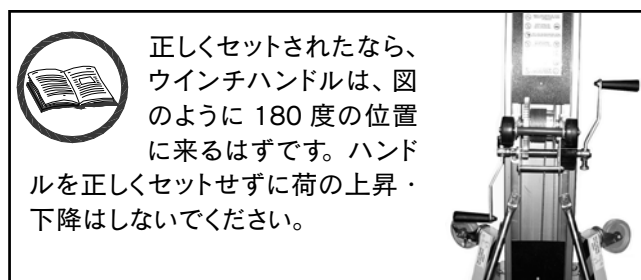 正しくセットされたなら、
ウインチハンドルは、図
のように 180 度の位置
に来るはずです。ハンド
ルを正しくセットせずに荷の上昇・
下降はしないでください。